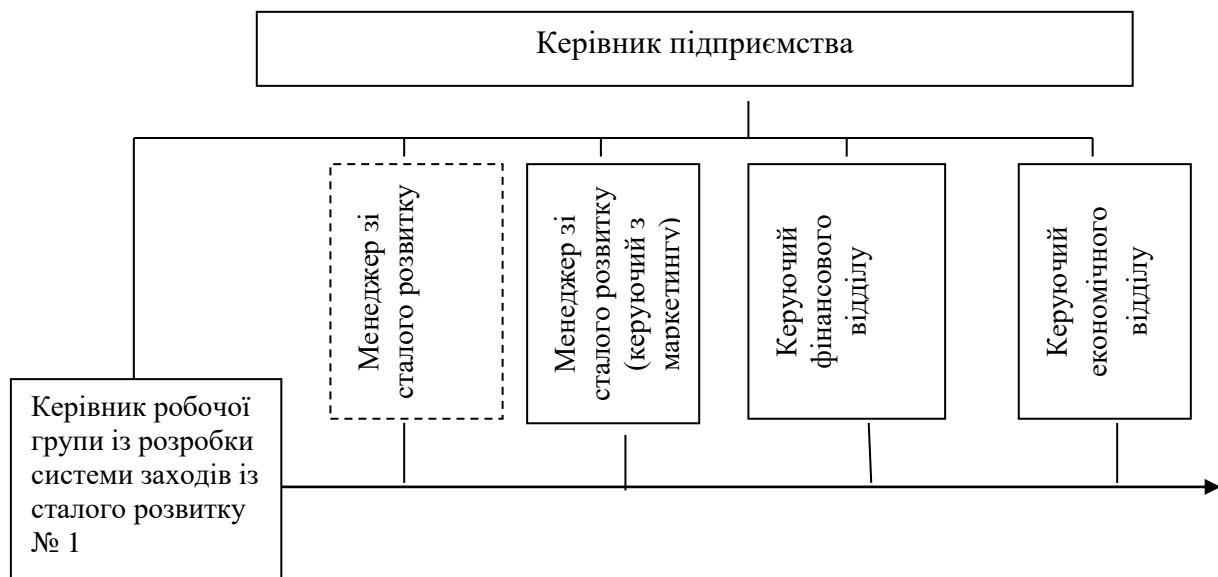 Керівник підприємства
Менеджер зі
сталого розвитку
Менеджер зі
сталого розвитку
(керуючий з
маркетингу)
Керуючий
фінансового
відділу
Керуючий
економічного
відділу
Керівник робочої
групи із розробки
системи заходів із
сталого розвитку
№ 1